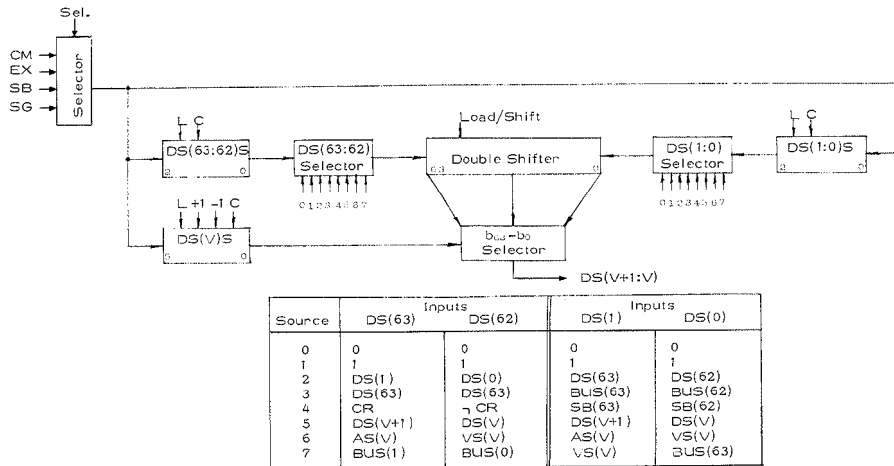 Sel.
CM
EX
SB
SG
Selector
L C
DS(63:62)S
2 0
DS(63:62)
Selector
0 1 2 3 4 5 6 7
Load/Shift
Double Shifter
63 0
DS(1:0)
Selector
0 1 2 3 4 5 6 7
L C
DS(1:0)S
2 0
L +1 -1 C
DS(V)S
5 0
b63-b0
Selector
DS(V+1:V)
Source Inputs Inputs
DS(63) DS(62) DS(1) DS(0)
0 0 0 0 0
1 1 1 1 1
2 DS(1) DS(0) DS(63) DS(62)
3 DS(63) DS(63) BUS(63) BUS(62)
4 CR ¬ CR SB(63) SB(62)
5 DS(V+1) DS(V) DS(V+1) DS(V)
6 AS(V) VS(V) AS(V) VS(V)
7 BUS(1) BUS(0) VS(V) BUS(63)